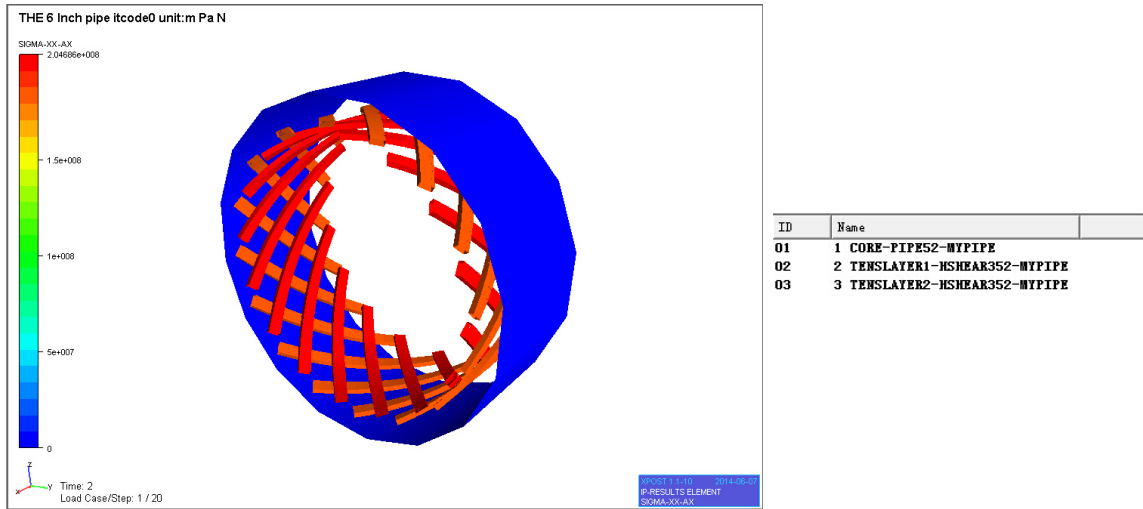 THE 6 Inch pipe itcode0 unit:m Pa N
SIGMA-XX-AX
2.04686e+008
1.5e+008
1e+008
5e+007
0
z
x
y
Time: 2
Load Case/Step: 1 / 20
XPOST 1.1-10 2014-06-07
IP-RESULTS ELEMENT
SIGMA-XX-AX
ID Name
01 1 CORE-PIPE52-MYPIPE
02 2 TENSLAYER1-HSHEAR352-MYPIPE
03 3 TENSLAYER2-HSHEAR352-MYPIPE